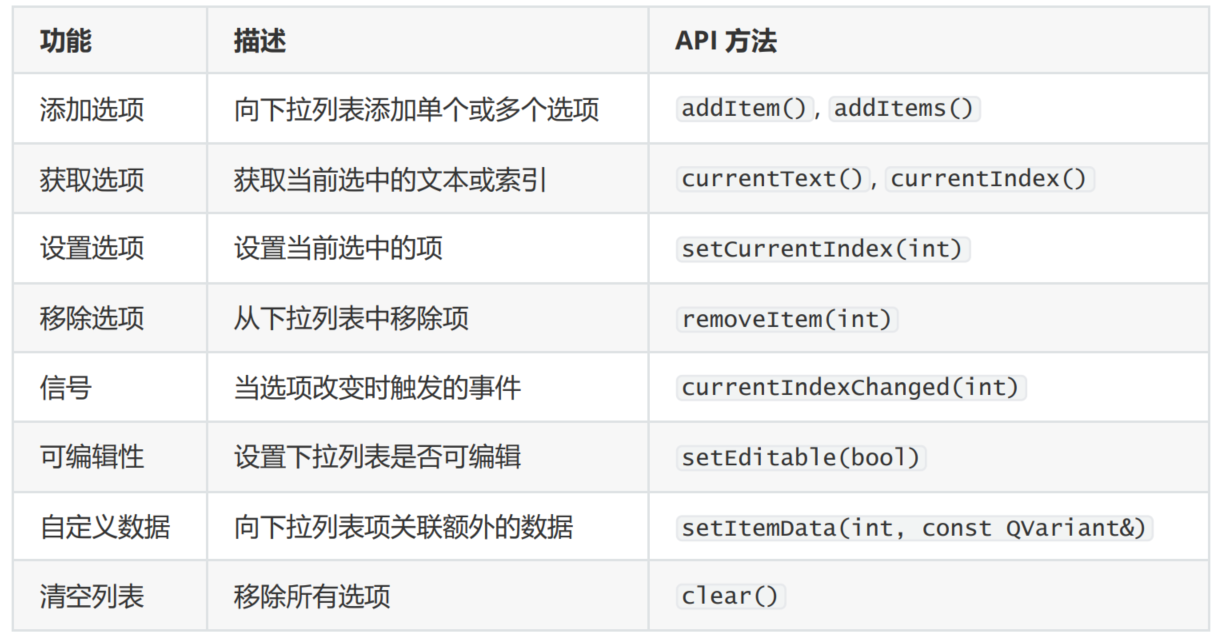 功能 描述 API 方法
添加选项 向下拉列表添加单个或多个选项 addItem(), addItems()
获取选项 获取当前选中的文本或索引 currentText(), currentIndex()
设置选项 设置当前选中的项 setCurrentIndex(int)
移除选项 从下拉列表中移除项 removeItem(int)
信号 当选项改变时触发的事件 currentIndexChanged(int)
可编辑性 设置下拉列表是否可编辑 setEditable(bool)
自定义数据 向下拉列表项关联额外的数据 setItemData(int, const QVariant&)
清空列表 移除所有选项 clear()